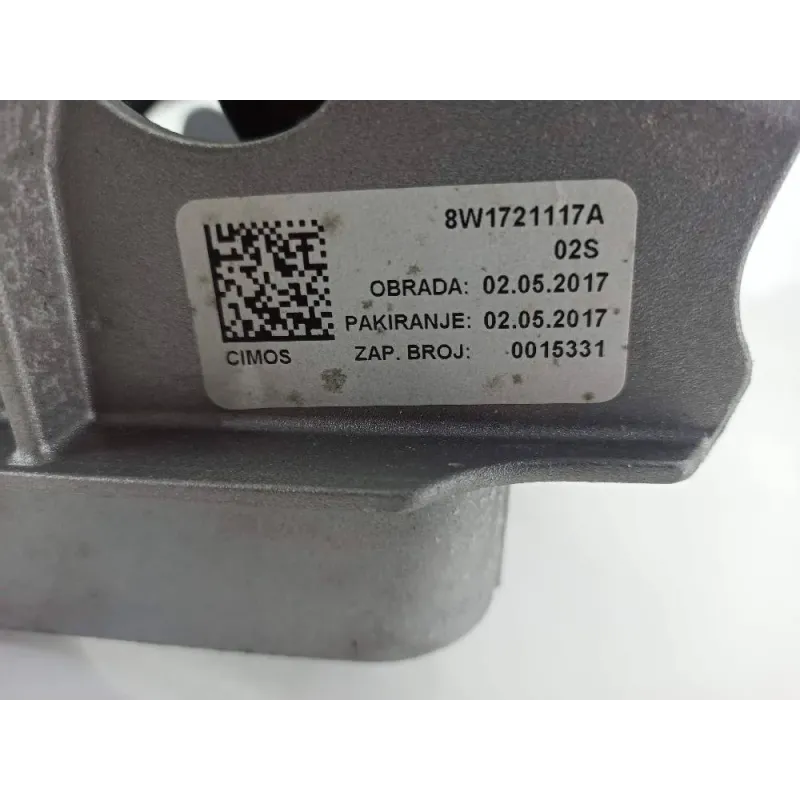 8W1721117A
02S
OBRADA: 02.05.2017
PAKIRANJE: 02.05.2017
CIMOS ZAP. BROJ: 0015331